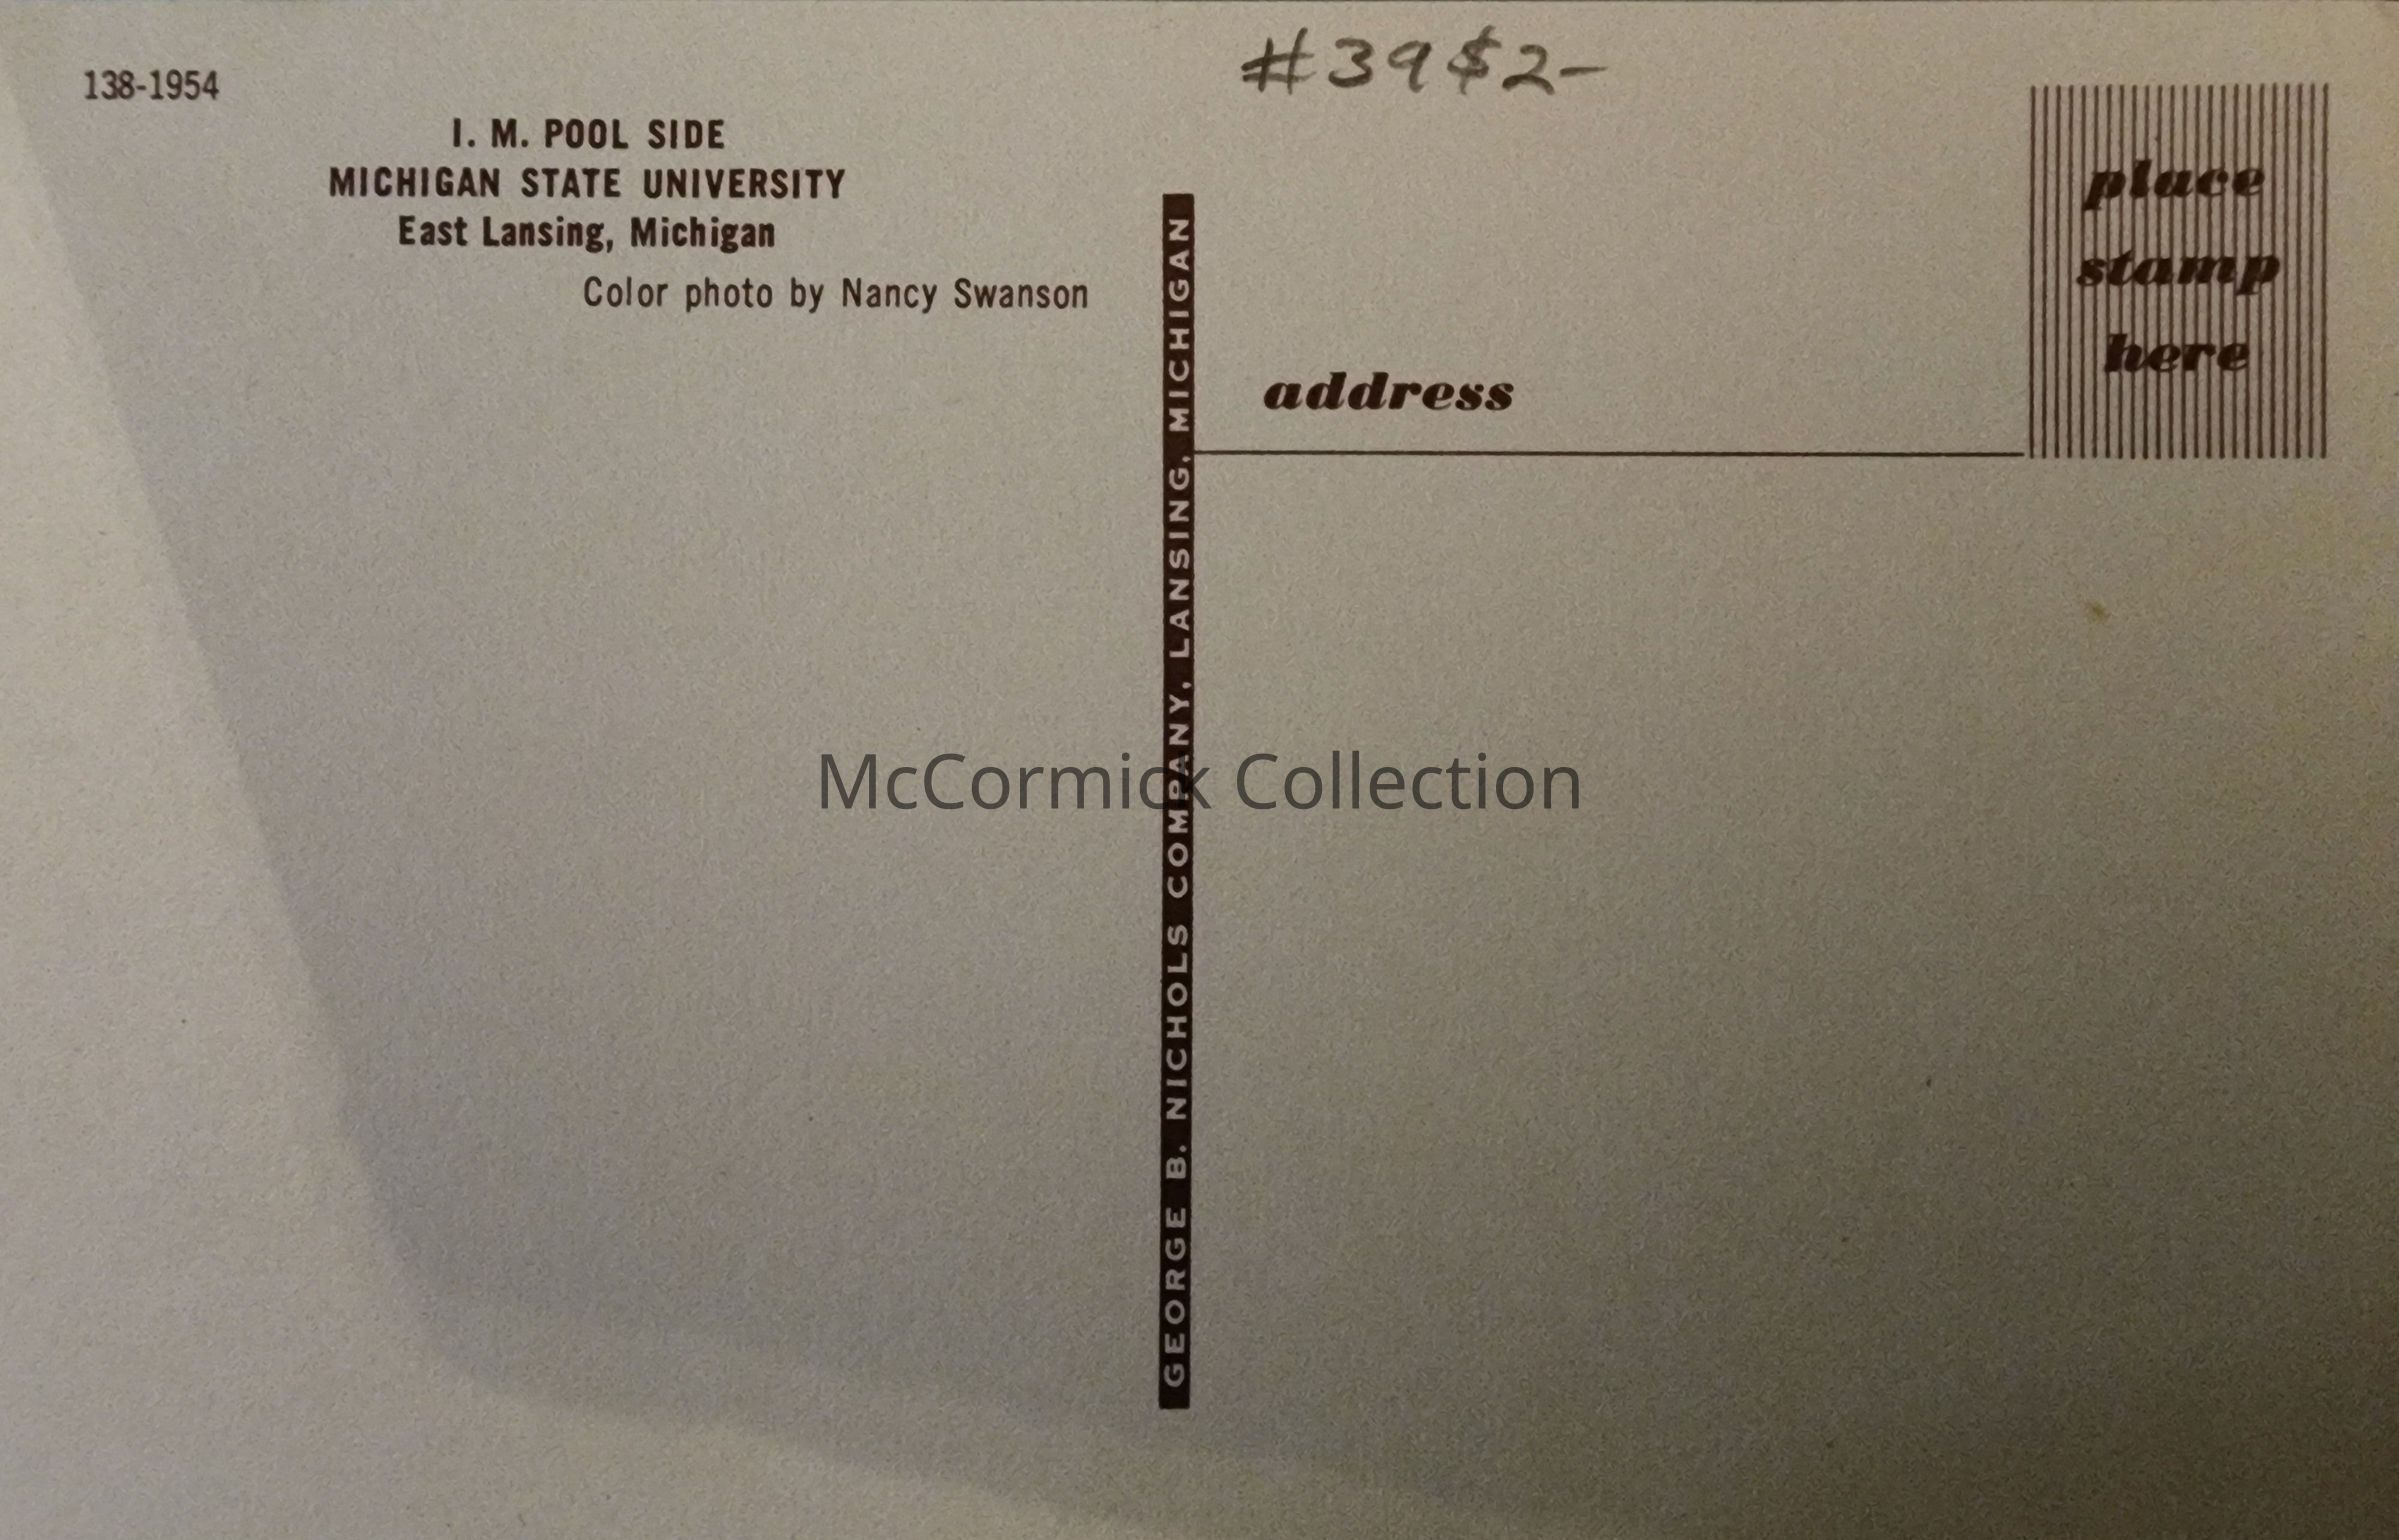 138-1954
I. M. POOL SIDE
MICHIGAN STATE UNIVERSITY
East Lansing, Michigan
Color photo by Nancy Swanson
GEORGE B. NICHOLS COMPANY, LANSING, MICHIGAN
#39 $2-
place
stamp
here
address
McCormick Collection